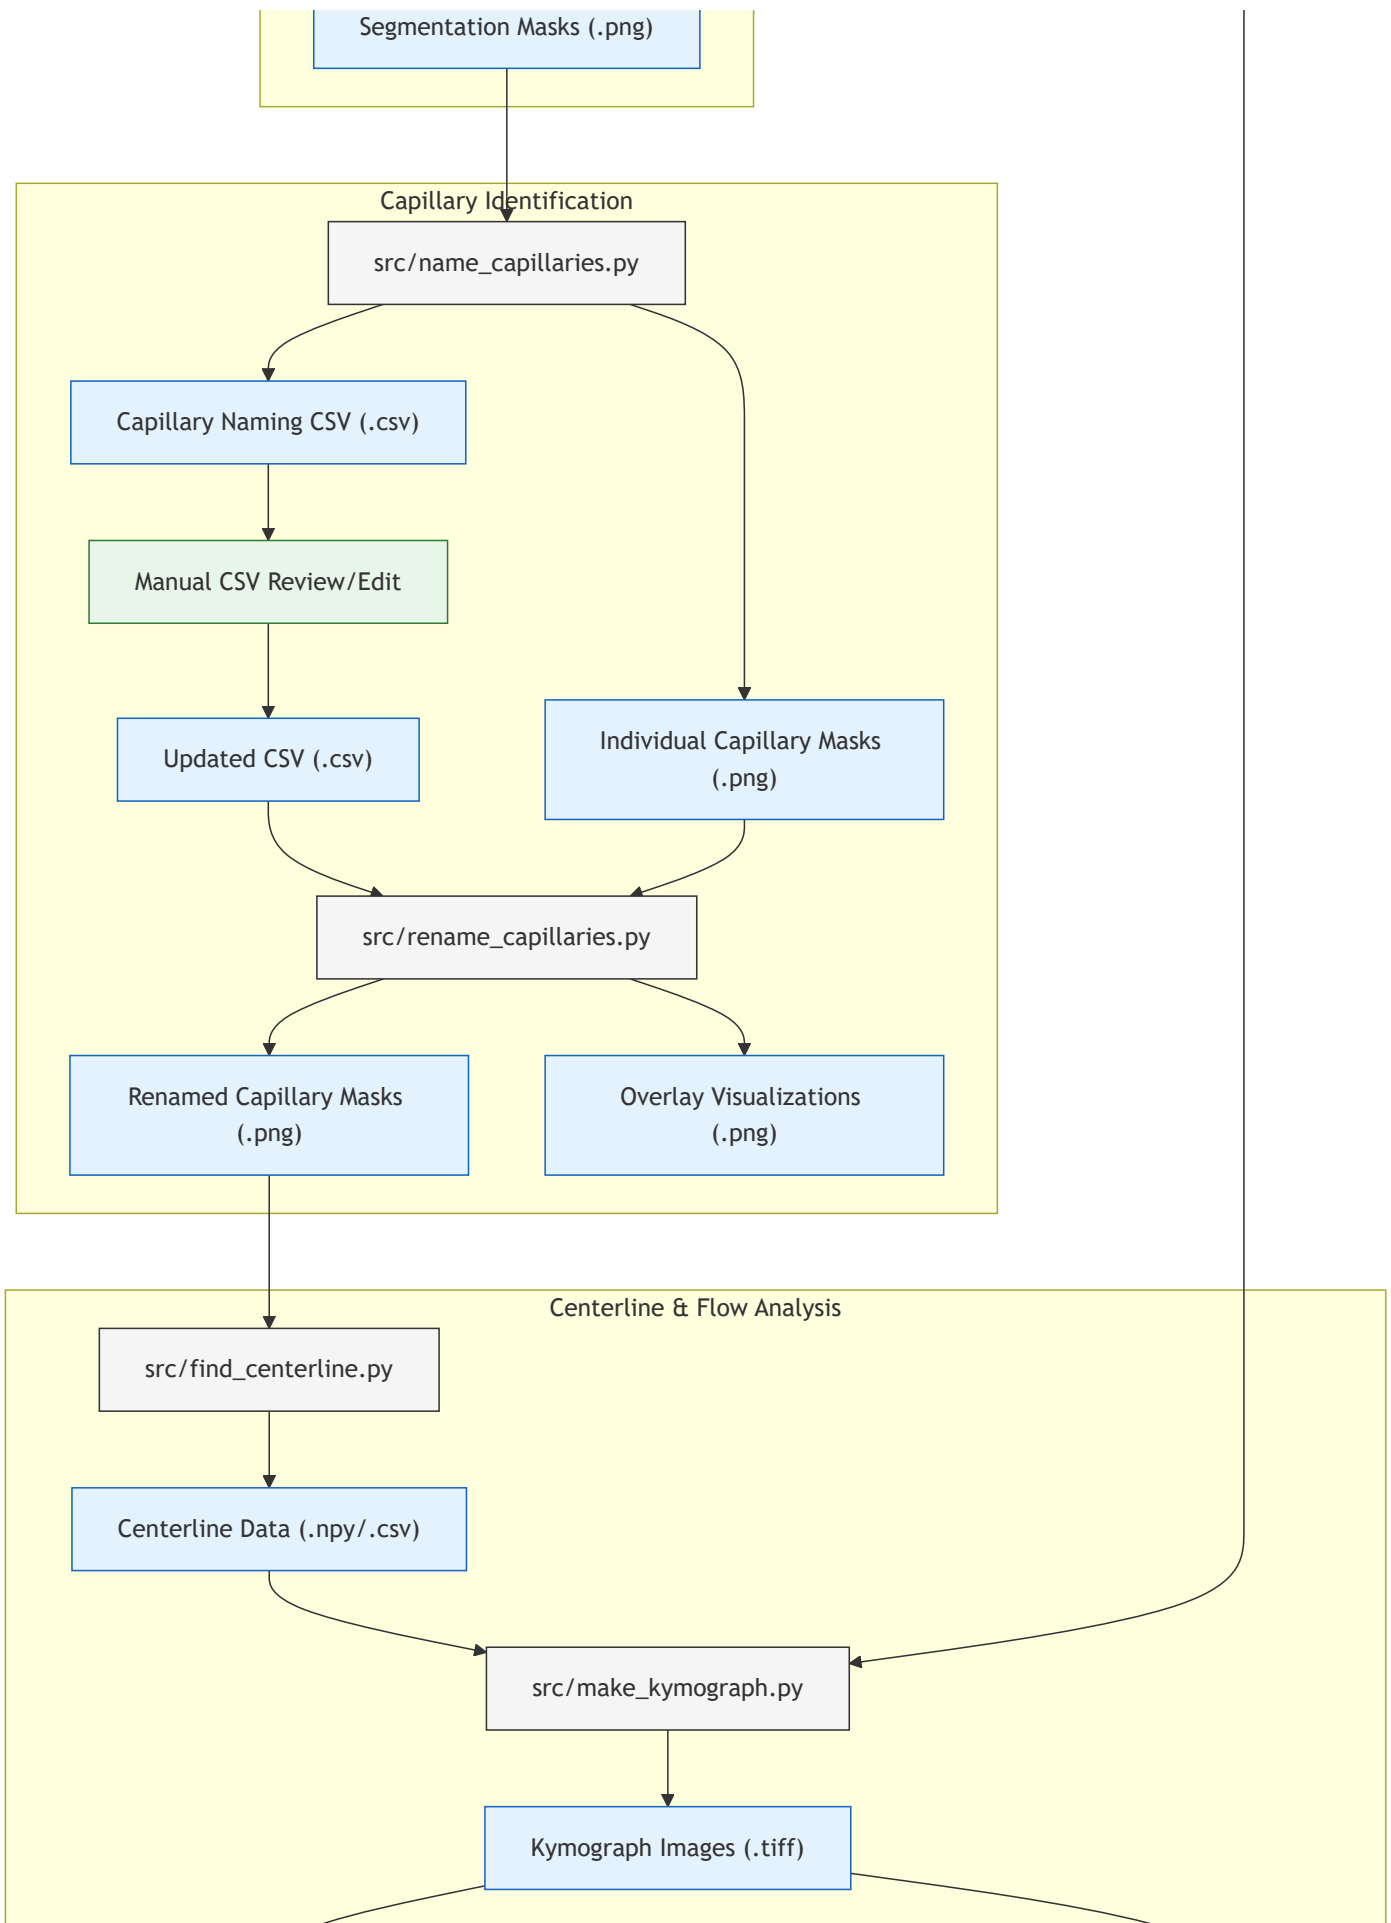 Segmentation Masks (.png)
Capillary Identification
src/name_capillaries.py
Capillary Naming CSV (.csv)
Manual CSV Review/Edit
Updated CSV (.csv)
Individual Capillary Masks
(.png)
src/rename_capillaries.py
Renamed Capillary Masks
(.png)
Overlay Visualizations
(.png)
Centerline & Flow Analysis
src/find_centerline.py
Centerline Data (.npy/.csv)
src/make_kymograph.py
Kymograph Images (.tiff)